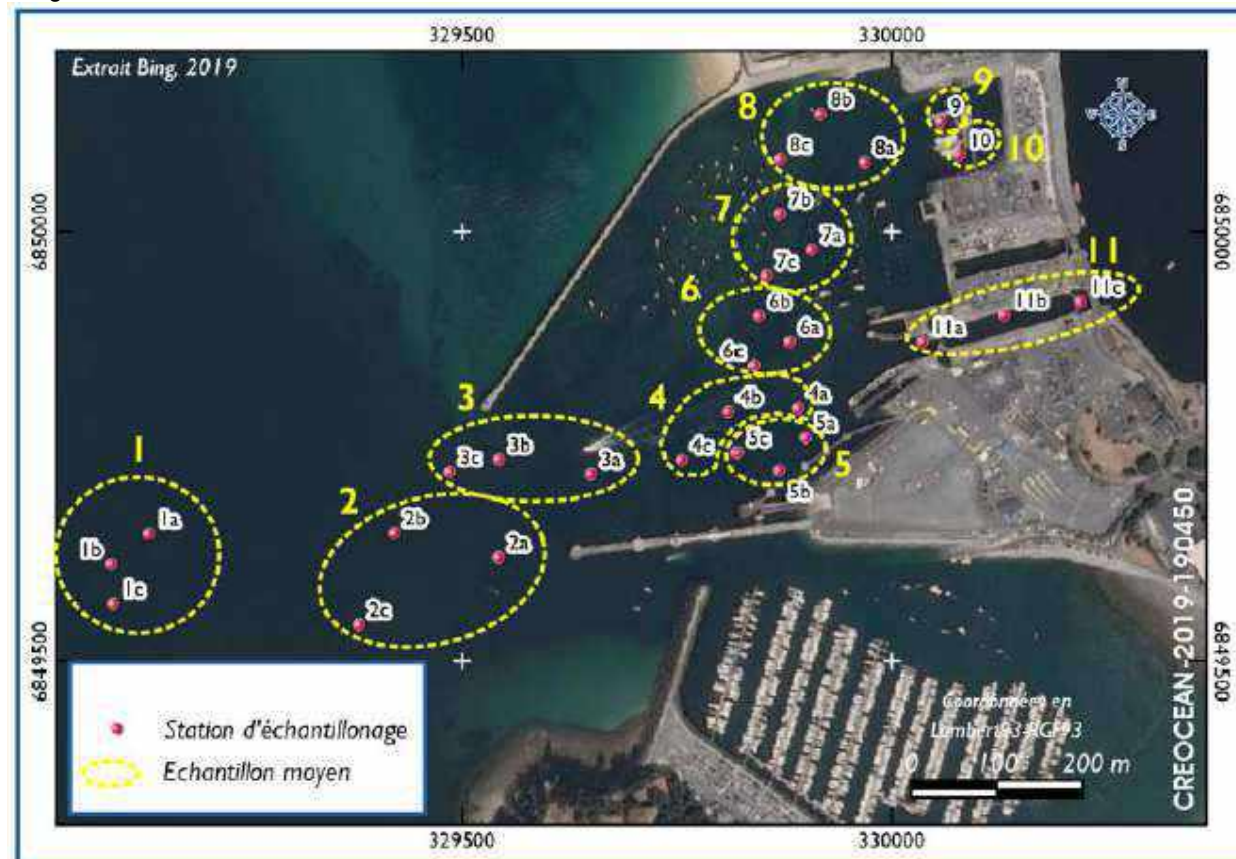 329500 330000
Extrait Bing, 2019
8 8b 9 9
8c 8a 10 10
7 7b
6850000 7a 6850000
7c 11
6 6b 11c
11b
6a 11a
6c
4 4b 4a
3 5a
3c 3b 4c 5c
3a 5
1 5b
2
1a 2b
1b 2a
1c
2c
6849500 6849500
Station d'échantillonage
Echantillon moyen
Coordonnées en
Lambert93-RGF93
0 100 200 m
CREOCEAN-2019-190450
329500 330000